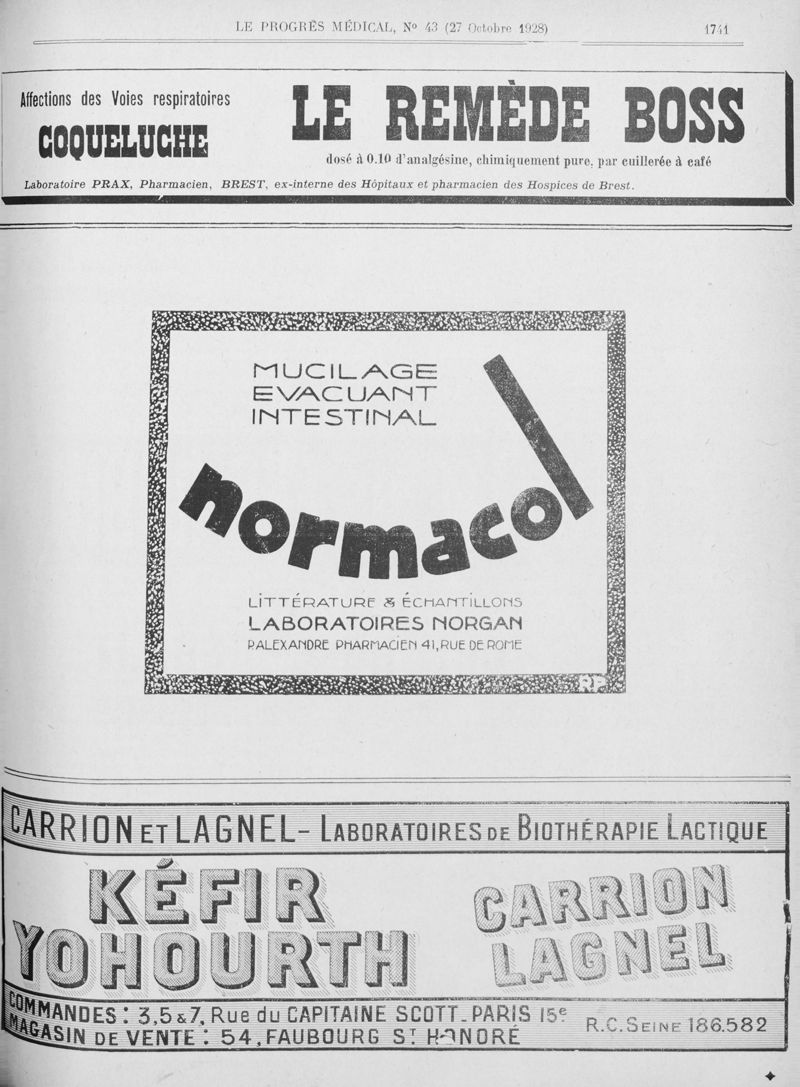 LE PROGRÈS MÉDICAL, Nº 43 (27 Octobre 1928) 1741
Affections des Voies respiratoires
COQUELUCHE
LE REMÈDE BOSS
dosé à 0.10 d'analgésine, chimiquement pure, par cuillerée à café
Laboratoire PRAX, Pharmacien, BREST, ex-interne des Hôpitaux et pharmacien des Hospices de Brest.
MUCILAGE
EVACUANT
INTESTINAL
normacol
LITTÉRATURE & ÉCHANTILLONS
LABORATOIRES NORGAN
P.ALEXANDRE PHARMACIEN 41, RUE DE ROME
RP
CARRION ET LAGNEL - LABORATOIRES DE BIOTHÉRAPIE LACTIQUE
KÉFIR
YOHOURTH
CARRION
LAGNEL
COMMANDES : 3,5 & 7, Rue du CAPITAINE SCOTT - PARIS 15e
MAGASIN DE VENTE : 54, FAUBOURG ST HONORÉ
R.C. SEINE 186.582